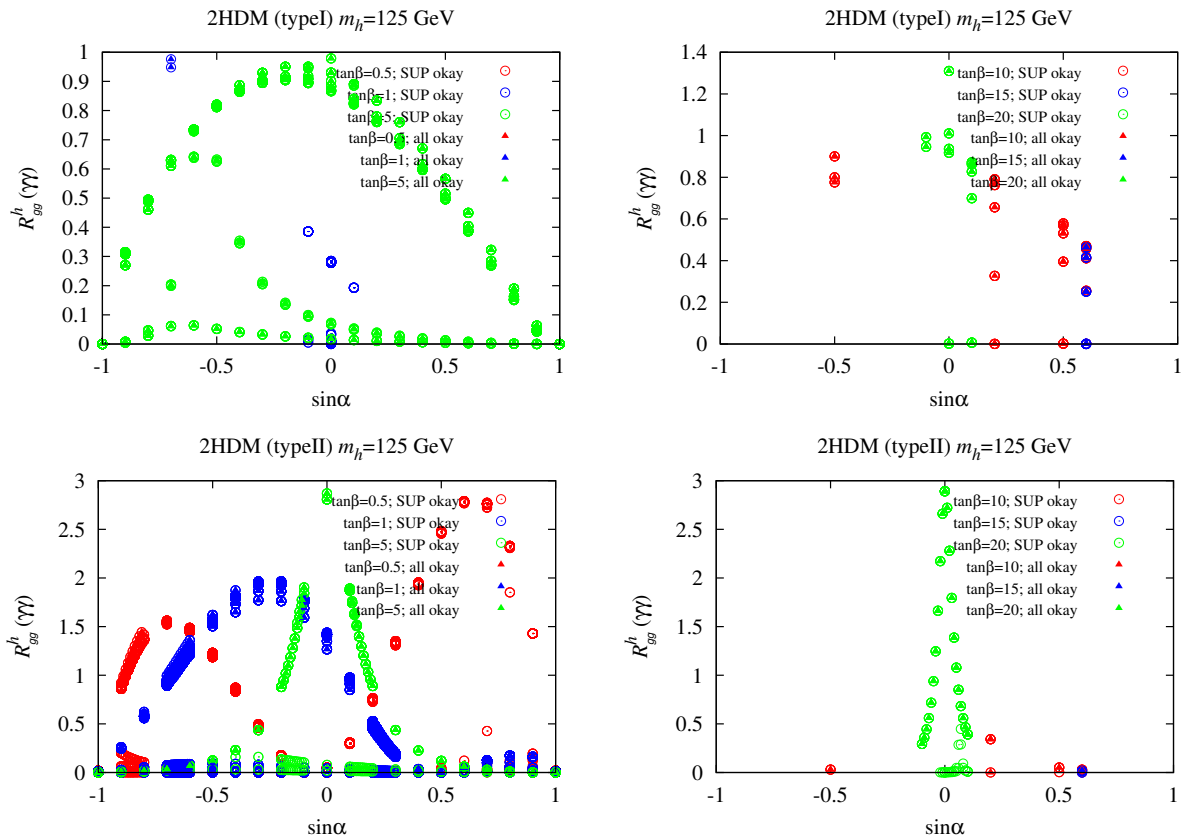 2HDM (typeI) m_h=125 GeV
R^h_gg (γγ)
1
0.9
0.8
0.7
0.6
0.5
0.4
0.3
0.2
0.1
0
tanβ=0.5; SUP okay
tanβ=1; SUP okay
tanβ=5; SUP okay
tanβ=0.5; all okay
tanβ=1; all okay
tanβ=5; all okay
-1 -0.5 0 0.5 1
sinα
2HDM (typeI) m_h=125 GeV
R^h_gg (γγ)
1.4
1.2
1
0.8
0.6
0.4
0.2
0
tanβ=10; SUP okay
tanβ=15; SUP okay
tanβ=20; SUP okay
tanβ=10; all okay
tanβ=15; all okay
tanβ=20; all okay
-1 -0.5 0 0.5 1
sinα
2HDM (typeII) m_h=125 GeV
R^h_gg (γγ)
3
2.5
2
1.5
1
0.5
0
tanβ=0.5; SUP okay
tanβ=1; SUP okay
tanβ=5; SUP okay
tanβ=0.5; all okay
tanβ=1; all okay
tanβ=5; all okay
-1 -0.5 0 0.5 1
sinα
2HDM (typeII) m_h=125 GeV
R^h_gg (γγ)
3
2.5
2
1.5
1
0.5
0
tanβ=10; SUP okay
tanβ=15; SUP okay
tanβ=20; SUP okay
tanβ=10; all okay
tanβ=15; all okay
tanβ=20; all okay
-1 -0.5 0 0.5 1
sinα